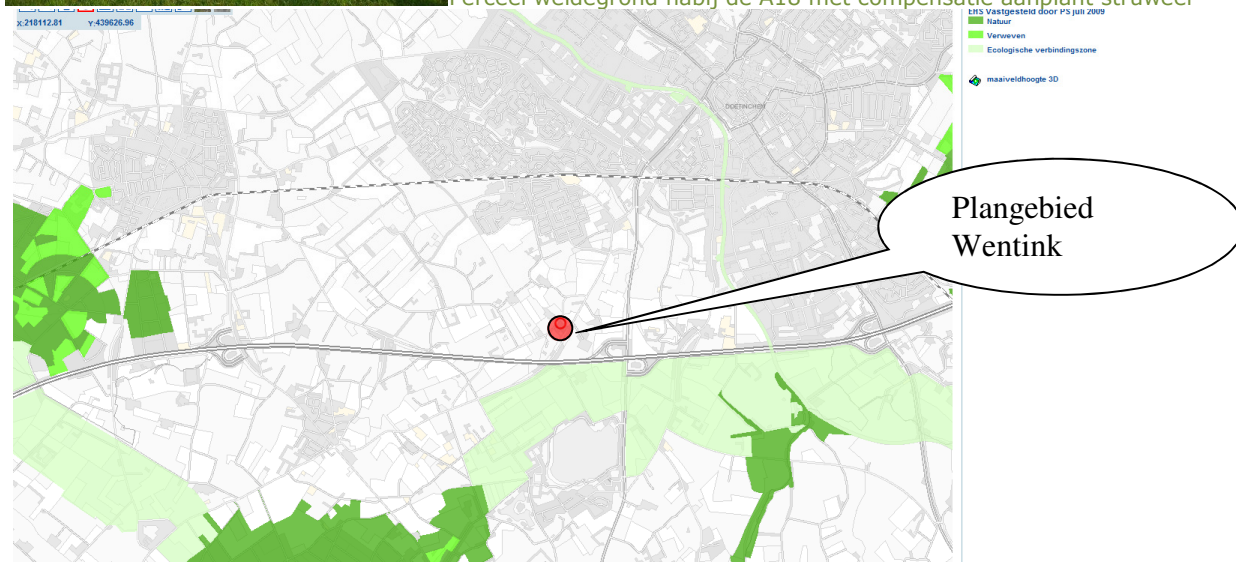 Perceel weidegrond nabij de A18 met compensatie aanplant struweel
x:218112.81 y:439626.96
EHS Vastgesteld door PS juli 2009
Natuur
Verweven
Ecologische verbindingszone
maaiveldhoogte 3D
DOETINCHEM
Plangebied
Wentink